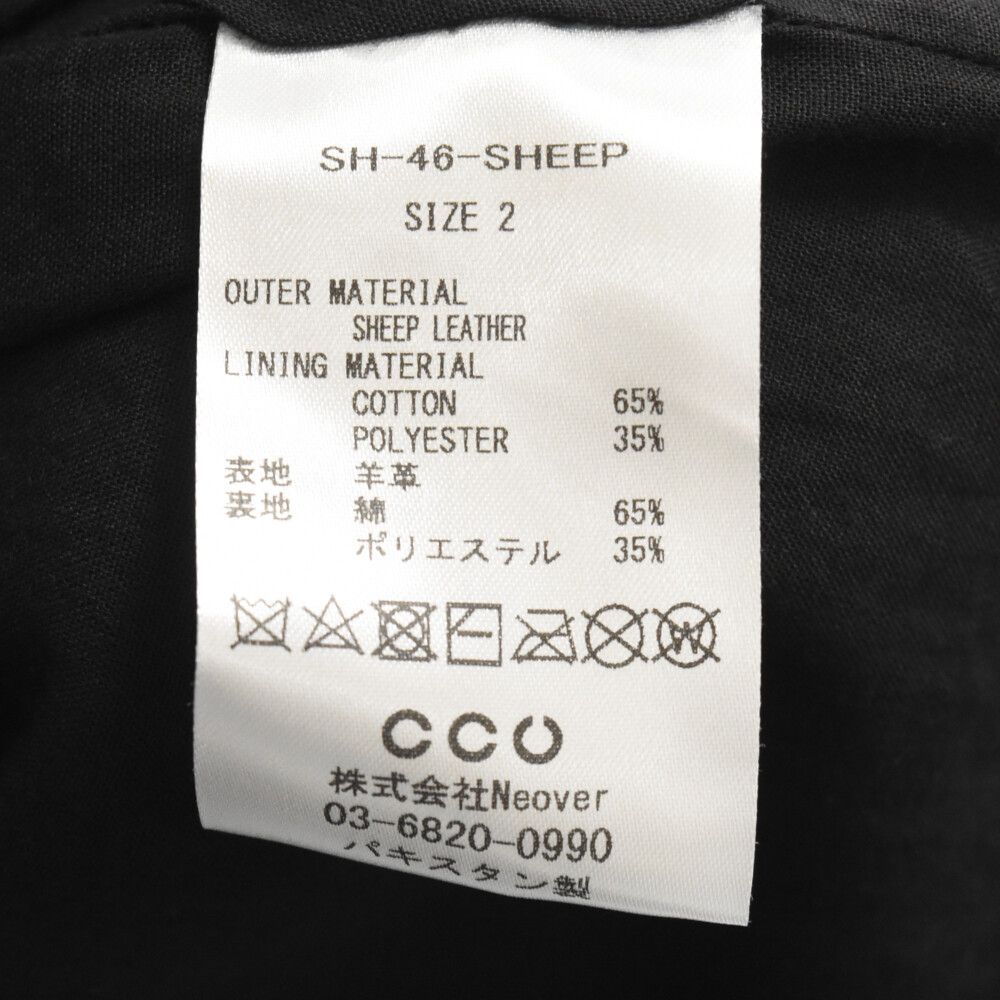 SH-46-SHEEP
SIZE 2
OUTER MATERIAL
SHEEP LEATHER
LINING MATERIAL
COTTON 65%
POLYESTER 35%
表地 羊革
裏地 綿 65%
ポリエステル 35%
W
CCU
株式会社Neover
03-6820-0990
パキスタン製